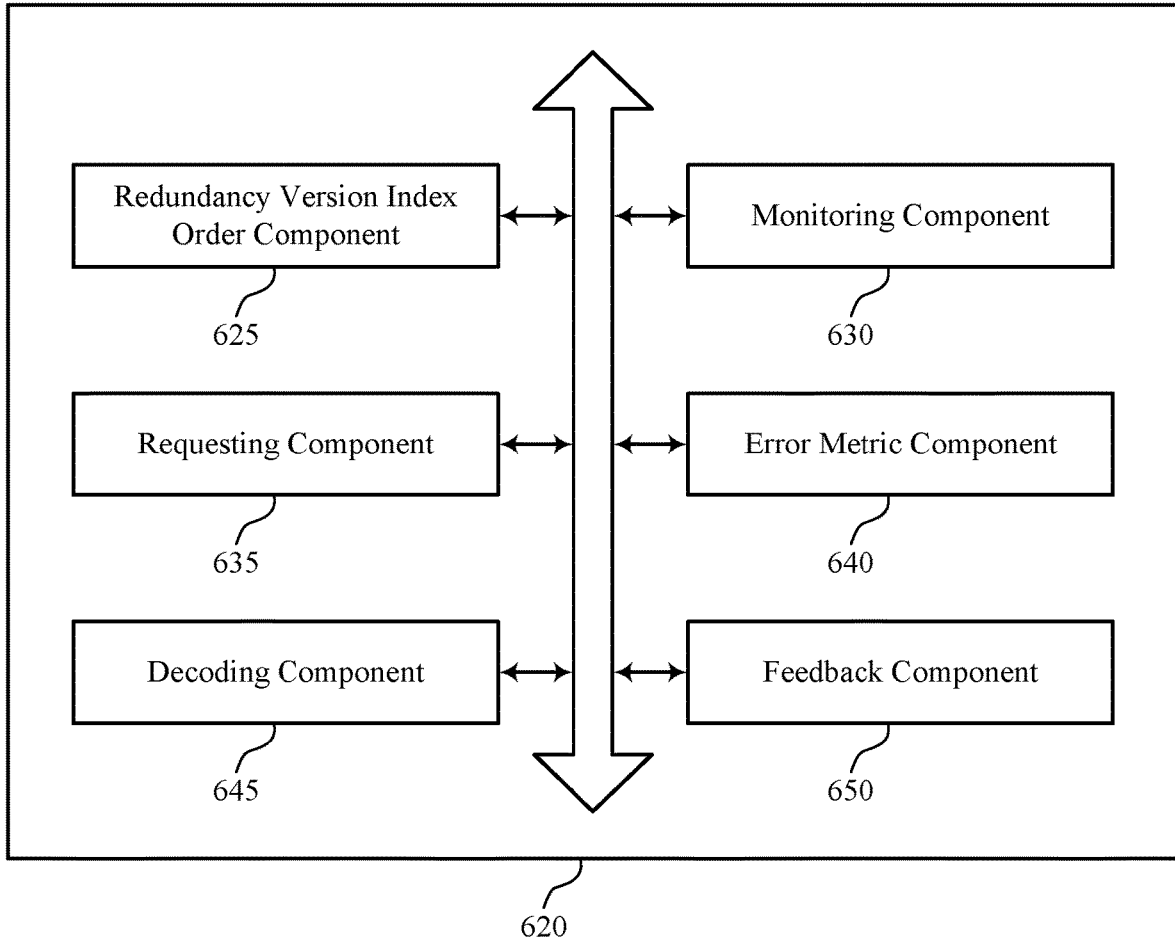 Redundancy Version Index
Order Component
625
Monitoring Component
630
Requesting Component
635
Error Metric Component
640
Decoding Component
645
Feedback Component
650
620